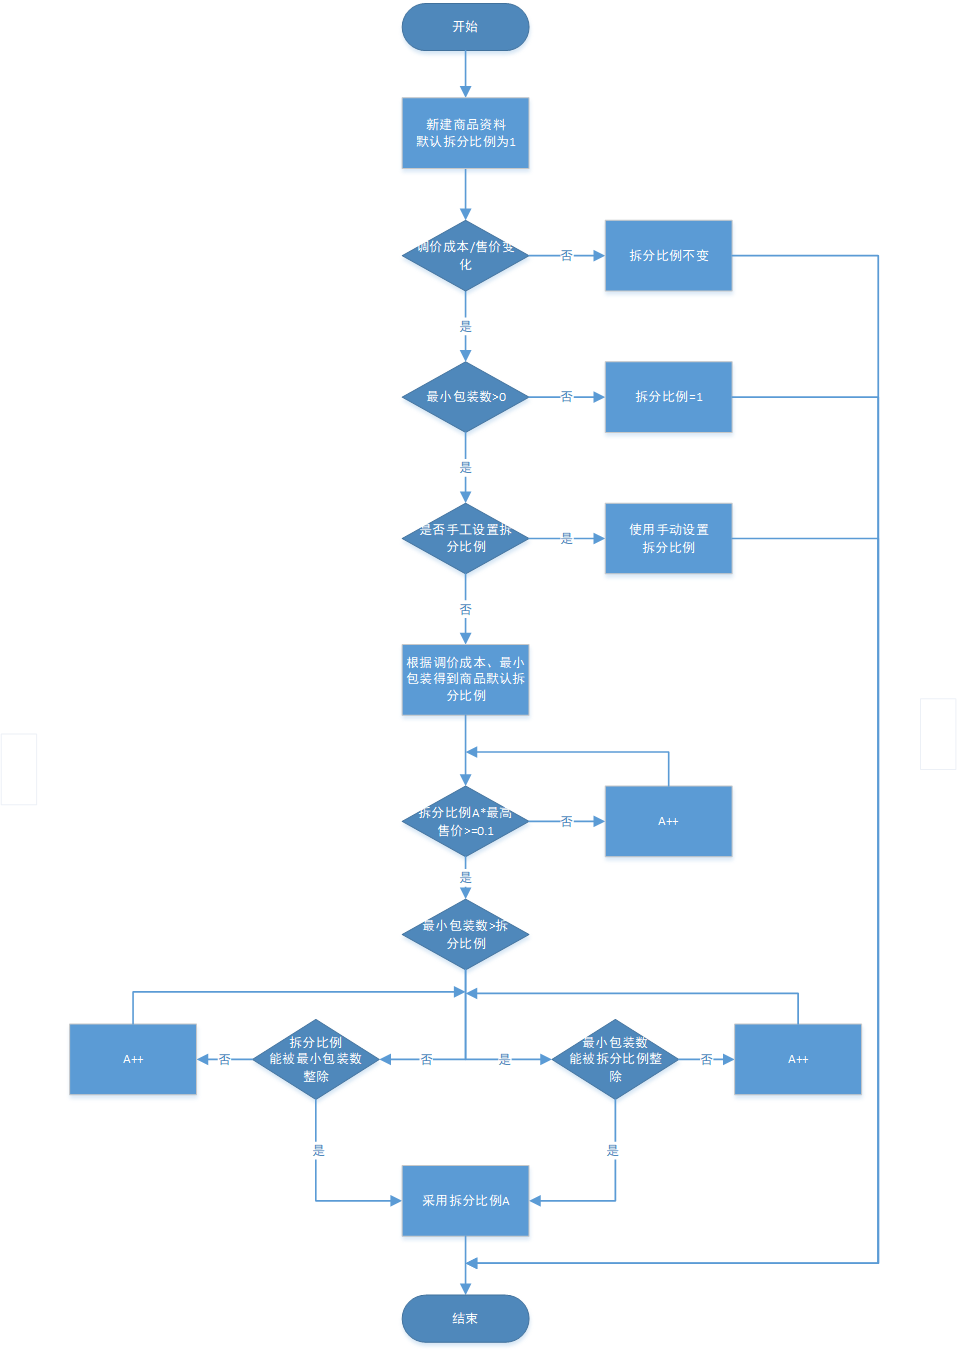 开始
新建商品资料
默认拆分比例为1
调价成本/售价变
化
否
拆分比例不变
是
最小包装数>0
否
拆分比例=1
是
是否手工设置拆
分比例
是
使用手动设置
拆分比例
否
根据调价成本、最小
包装得到商品默认拆
分比例
拆分比例A*最高
售价>=0.1
否
A++
是
最小包装数>拆
分比例
A++
否
拆分比例
能被最小包装数
整除
否
是
最小包装数
能被拆分比例整
除
否
A++
是
是
采用拆分比例A
结束